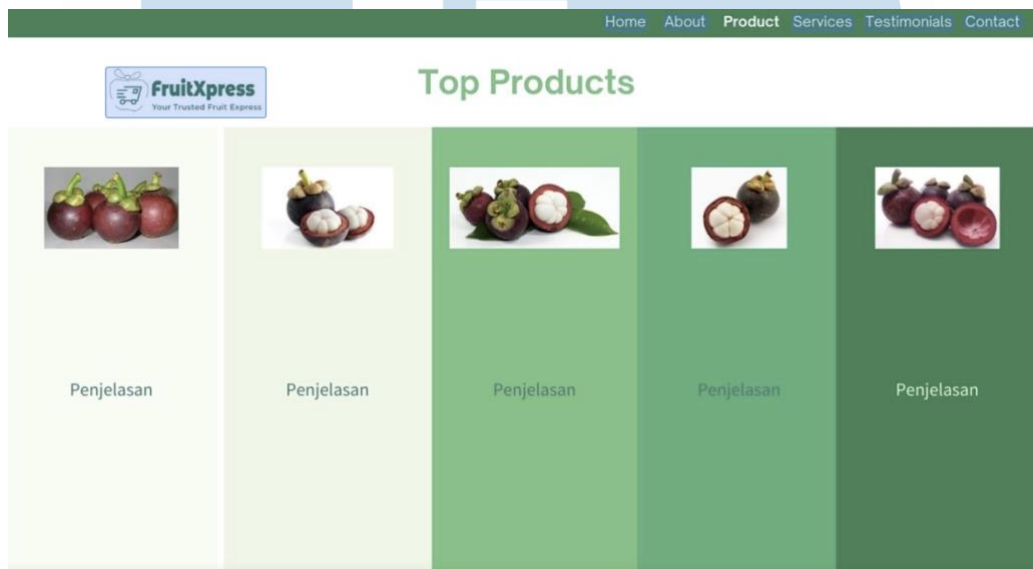 Home About Product Services Testimonials Contact
FruitXpress
Your Trusted Fruit Express
Top Products
Penjelasan Penjelasan Penjelasan Penjelasan Penjelasan